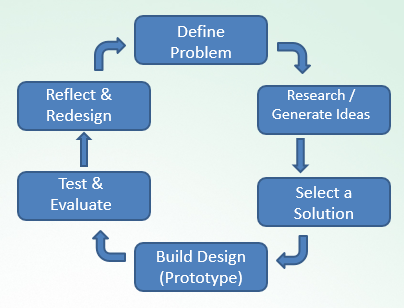 Define
Problem
Research /
Generate Ideas
Select a
Solution
Build Design
(Prototype)
Test &
Evaluate
Reflect &
Redesign